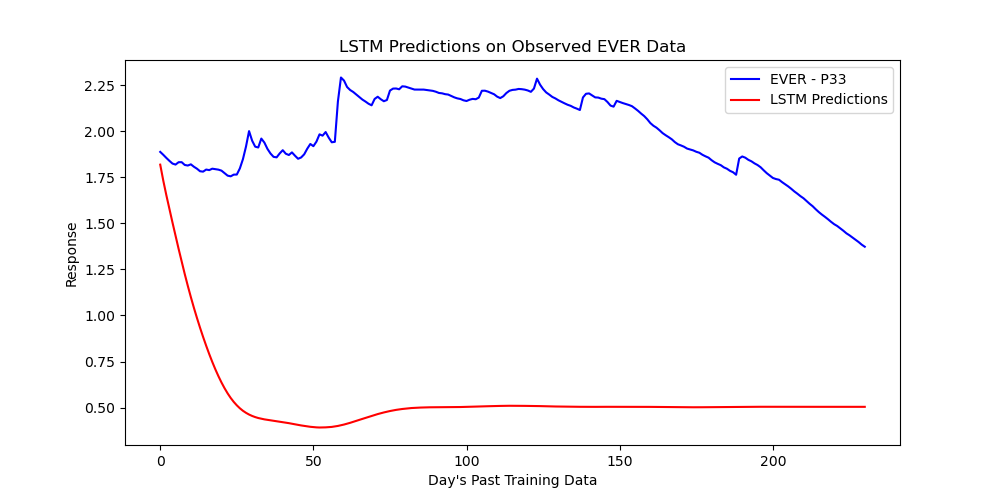 LSTM Predictions on Observed EVER Data
EVER - P33
LSTM Predictions
Response
2.25
2.00
1.75
1.50
1.25
1.00
0.75
0.50
0
50
100
150
200
Day's Past Training Data